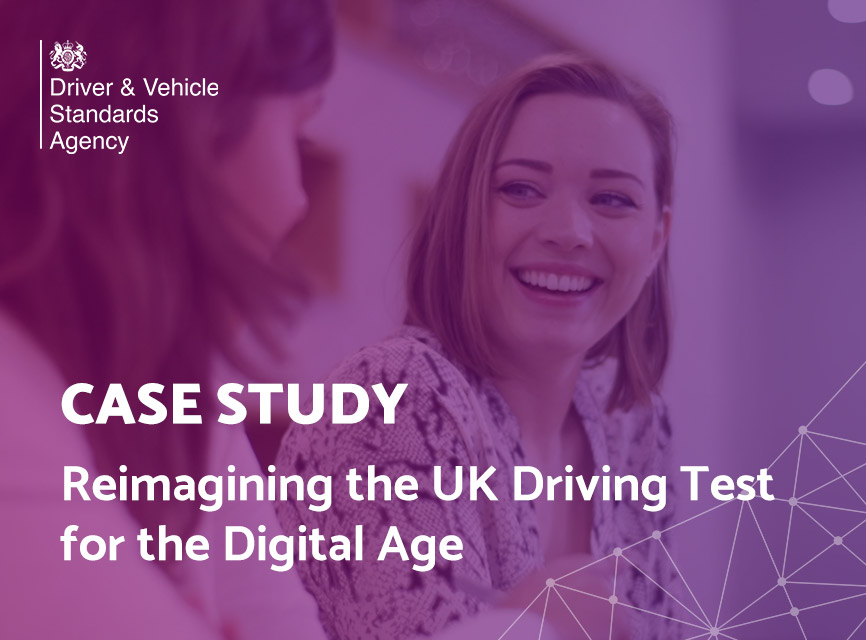 Driver & Vehicle
Standards
Agency
CASE STUDY
Reimagining the UK Driving Test
for the Digital Age